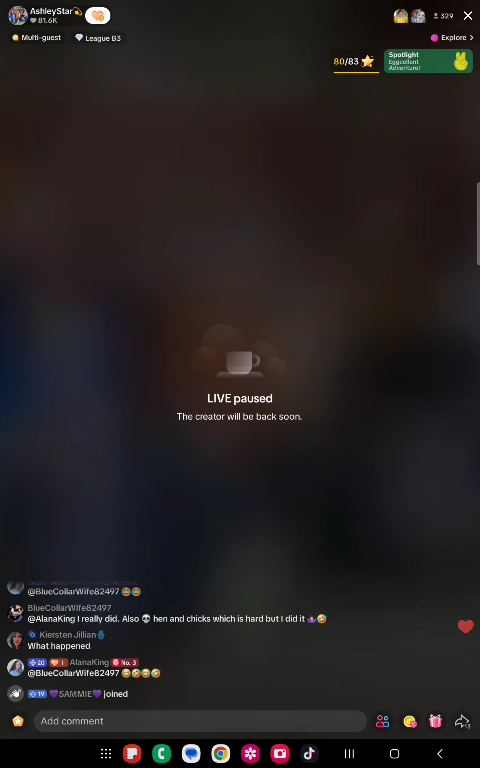 AshleyStar💫
81.6K
329
Multi-guest
League B3
Explore >
80/83
Spotlight
Eggcellent
Adventure!
LIVE paused
The creator will be back soon.
@BlueCollarWife82497 😂😂
BlueCollarWife82497
@AlanaKing I really did. Also 💀 hen and chicks which is hard but I did it 🤷🏼‍♀️🤣
Kiersten Jillian
What happened
20 I AlanaKing No. 3
@BlueCollarWife82497 😂🤣😂🤣
19 💜SAMMIE💜 joined
Add comment
13